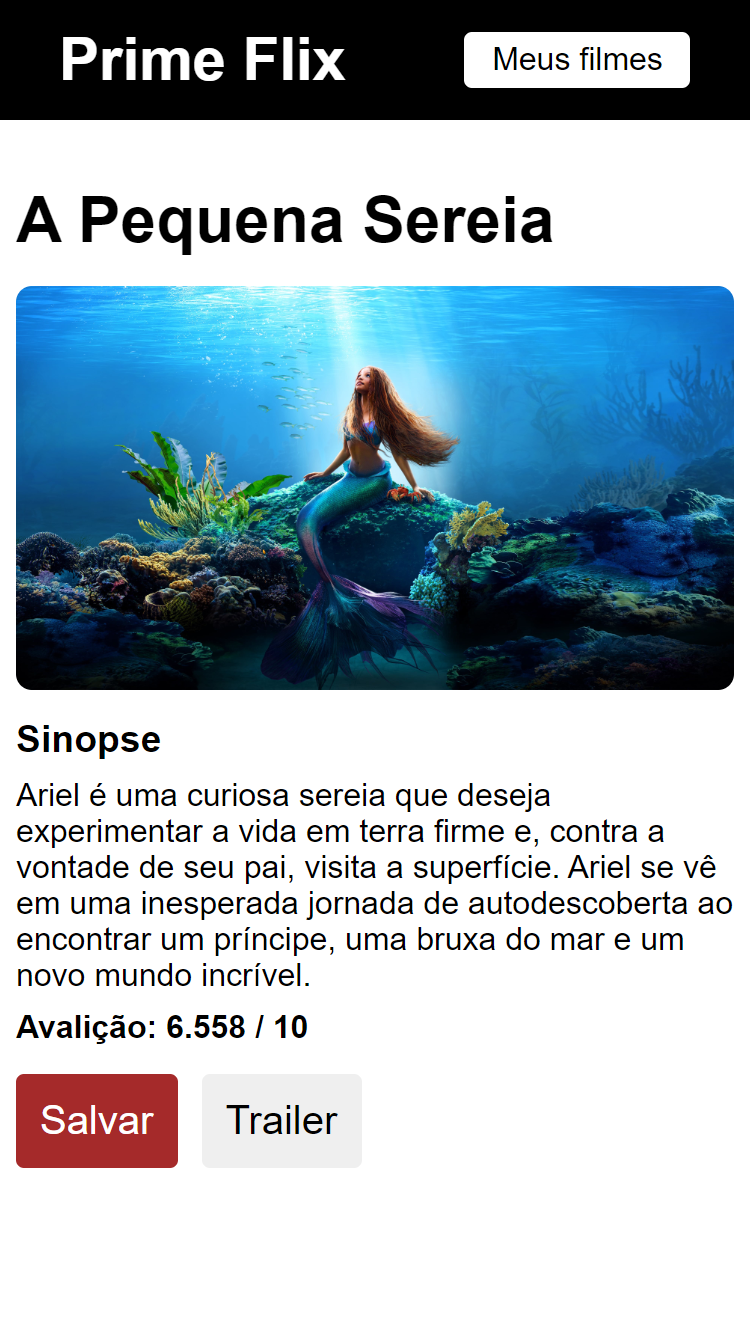 Prime Flix
Meus filmes
A Pequena Sereia
Sinopse
Ariel é uma curiosa sereia que deseja
experimentar a vida em terra firme e, contra a
vontade de seu pai, visita a superfície. Ariel se vê
em uma inesperada jornada de autodescoberta ao
encontrar um príncipe, uma bruxa do mar e um
novo mundo incrível.
Avalição: 6.558 / 10
Salvar
Trailer